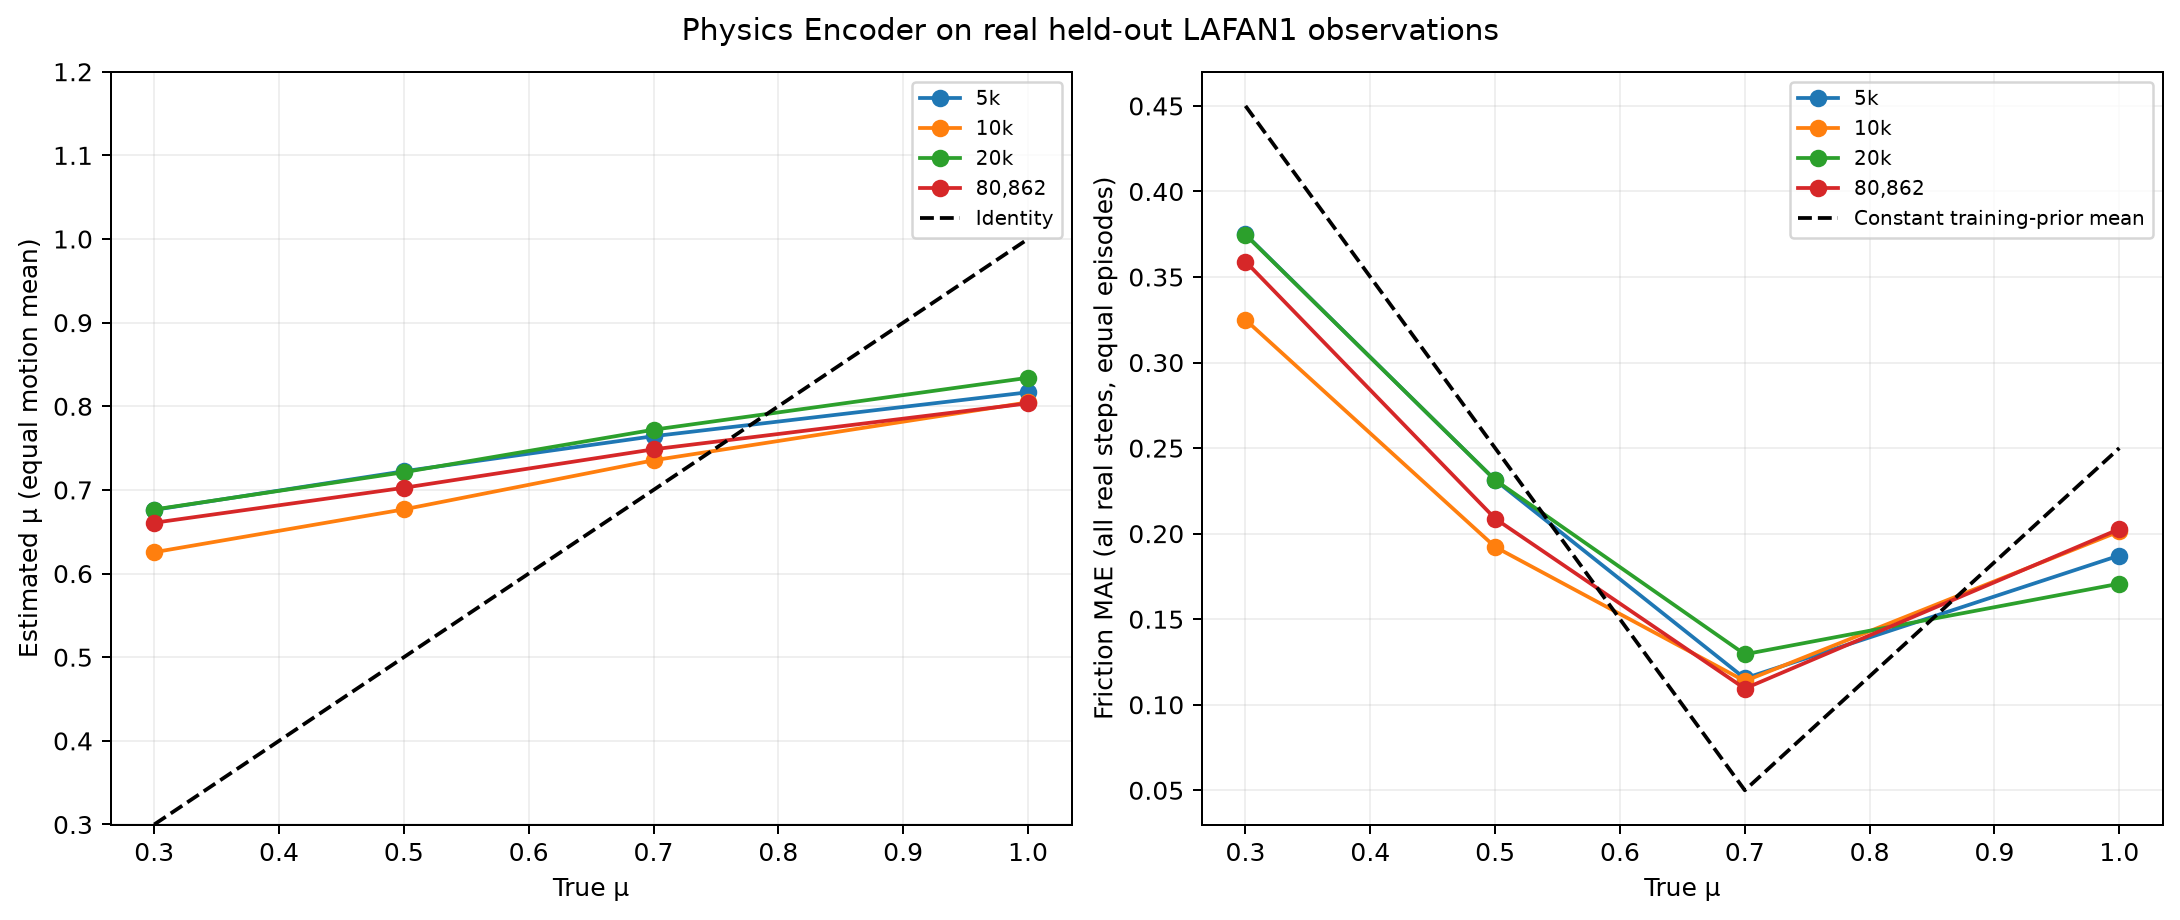 Physics Encoder on real held-out LAFAN1 observations
Estimated μ (equal motion mean)
1.2
1.1
1.0
0.9
0.8
0.7
0.6
0.5
0.4
0.3
0.3 0.4 0.5 0.6 0.7 0.8 0.9 1.0
True μ
5k
10k
20k
80,862
Identity
Friction MAE (all real steps, equal episodes)
0.45
0.40
0.35
0.30
0.25
0.20
0.15
0.10
0.05
0.3 0.4 0.5 0.6 0.7 0.8 0.9 1.0
True μ
5k
10k
20k
80,862
Constant training-prior mean